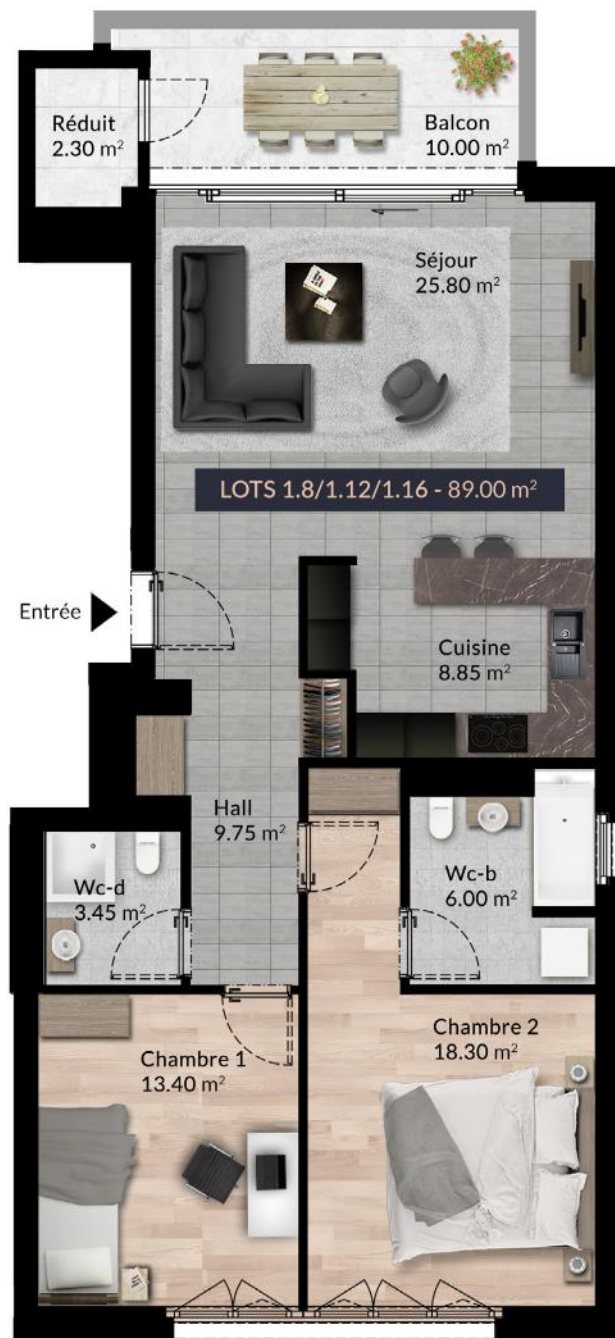 Réduit
2.30 m²
Balcon
10.00 m²
Séjour
25.80 m²
LOTS 1.8/1.12/1.16 - 89.00 m²
Entrée
Cuisine
8.85 m²
Hall
9.75 m²
Wc-d
3.45 m²
Wc-b
6.00 m²
Chambre 1
13.40 m²
Chambre 2
18.30 m²